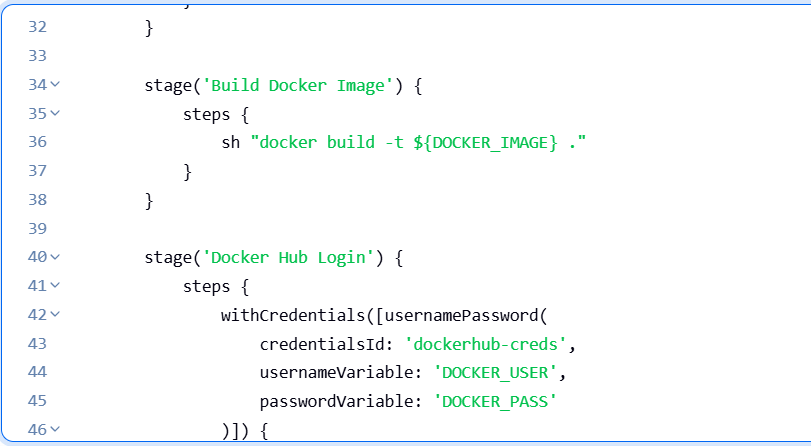 32        }
33
34        stage('Build Docker Image') {
35            steps {
36                sh "docker build -t ${DOCKER_IMAGE} ."
37            }
38        }
39
40        stage('Docker Hub Login') {
41            steps {
42                withCredentials([usernamePassword(
43                    credentialsId: 'dockerhub-creds',
44                    usernameVariable: 'DOCKER_USER',
45                    passwordVariable: 'DOCKER_PASS'
46                )]) {